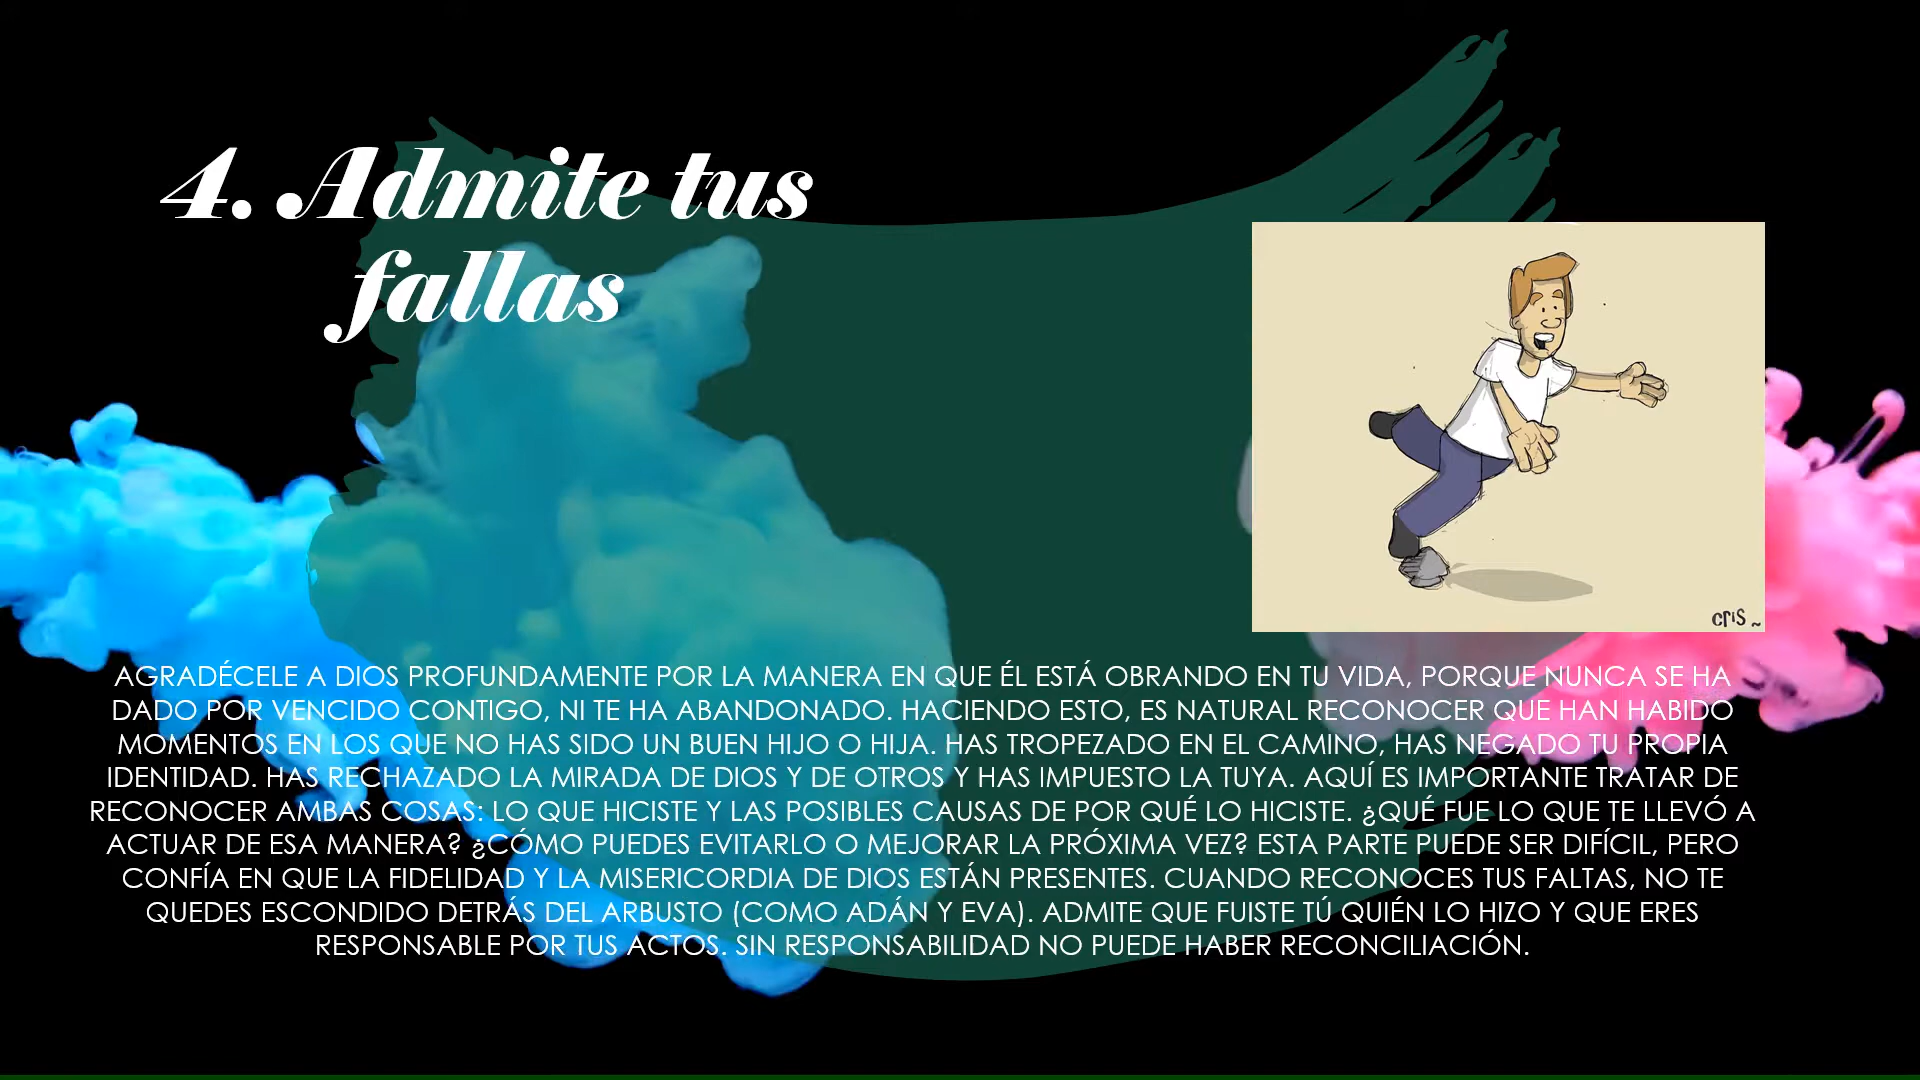 4. Admite tus
fallas
cris ~
AGRADÉCELE A DIOS PROFUNDAMENTE POR LA MANERA EN QUE ÉL ESTÁ OBRANDO EN TU VIDA, PORQUE NUNCA SE HA
DADO POR VENCIDO CONTIGO, NI TE HA ABANDONADO. HACIENDO ESTO, ES NATURAL RECONOCER QUE HAN HABIDO
MOMENTOS EN LOS QUE NO HAS SIDO UN BUEN HIJO O HIJA. HAS TROPEZADO EN EL CAMINO, HAS NEGADO TU PROPIA
IDENTIDAD. HAS RECHAZADO LA MIRADA DE DIOS Y DE OTROS Y HAS IMPUESTO LA TUYA. AQUÍ ES IMPORTANTE TRATAR DE
RECONOCER AMBAS COSAS: LO QUE HICISTE Y LAS POSIBLES CAUSAS DE POR QUÉ LO HICISTE. ¿QUÉ FUE LO QUE TE LLEVÓ A
ACTUAR DE ESA MANERA? ¿CÓMO PUEDES EVITARLO O MEJORAR LA PRÓXIMA VEZ? ESTA PARTE PUEDE SER DIFÍCIL, PERO
CONFÍA EN QUE LA FIDELIDAD Y LA MISERICORDIA DE DIOS ESTÁN PRESENTES. CUANDO RECONOCES TUS FALTAS, NO TE
QUEDES ESCONDIDO DETRÁS DEL ARBUSTO (COMO ADÁN Y EVA). ADMITE QUE FUISTE TÚ QUIÉN LO HIZO Y QUE ERES
RESPONSABLE POR TUS ACTOS. SIN RESPONSABILIDAD NO PUEDE HABER RECONCILIACIÓN.